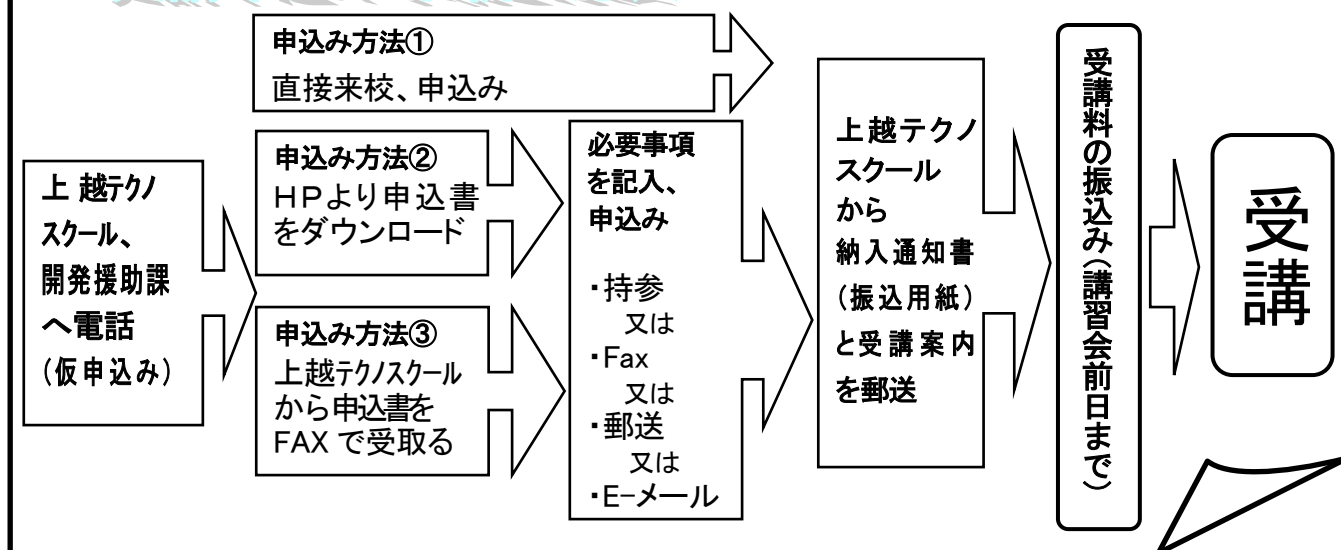 上越テクノ
スクール、
開発援助課
へ電話
（仮申込み）
申込み方法①
直接来校、申込み
申込み方法②
ＨＰより申込書
をダウンロード
申込み方法③
上越テクノスクール
から申込書を
FAXで受取る
必要事項
を記入、
申込み
・持参
又は
・Fax
又は
・郵送
又は
・E-メール
上越テクノ
スクール
から
納入通知書
（振込用紙）
と受講案内
を郵送
受講料の振込み（講習会前日まで）
受講